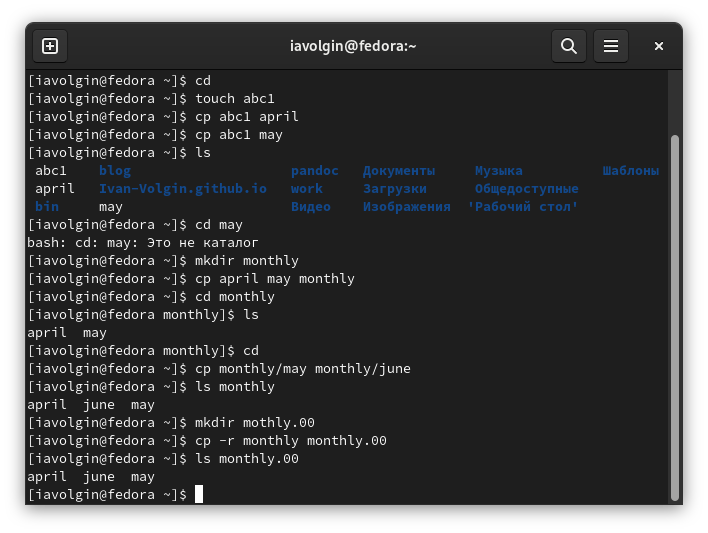 iavolgin@fedora:~
[iavolgin@fedora ~]$ cd
[iavolgin@fedora ~]$ touch abc1
[iavolgin@fedora ~]$ cp abc1 april
[iavolgin@fedora ~]$ cp abc1 may
[iavolgin@fedora ~]$ ls
abc1 blog pandoc Документы Музыка Шаблоны
april Ivan-Volgin.github.io work Загрузки Общедоступные
bin may Видео Изображения 'Рабочий стол'
[iavolgin@fedora ~]$ cd may
bash: cd: may: Это не каталог
[iavolgin@fedora ~]$ mkdir monthly
[iavolgin@fedora ~]$ cp april may monthly
[iavolgin@fedora ~]$ cd monthly
[iavolgin@fedora monthly]$ ls
april may
[iavolgin@fedora monthly]$ cd
[iavolgin@fedora ~]$ cp monthly/may monthly/june
[iavolgin@fedora ~]$ ls monthly
april june may
[iavolgin@fedora ~]$ mkdir mothly.00
[iavolgin@fedora ~]$ cp -r monthly monthly.00
[iavolgin@fedora ~]$ ls monthly.00
april june may
[iavolgin@fedora ~]$